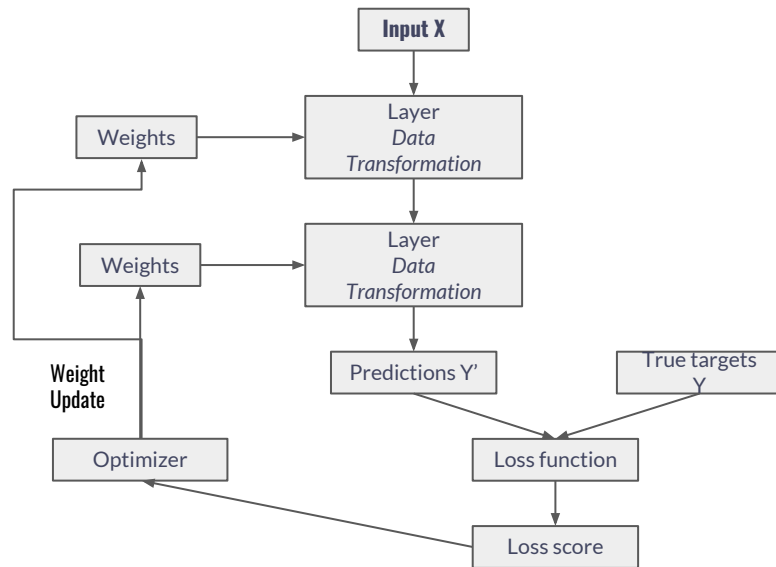 Input X
Layer
Data
Transformation
Weights
Layer
Data
Transformation
Weights
Weight
Update
Predictions Y'
True targets
Y
Optimizer
Loss function
Loss score